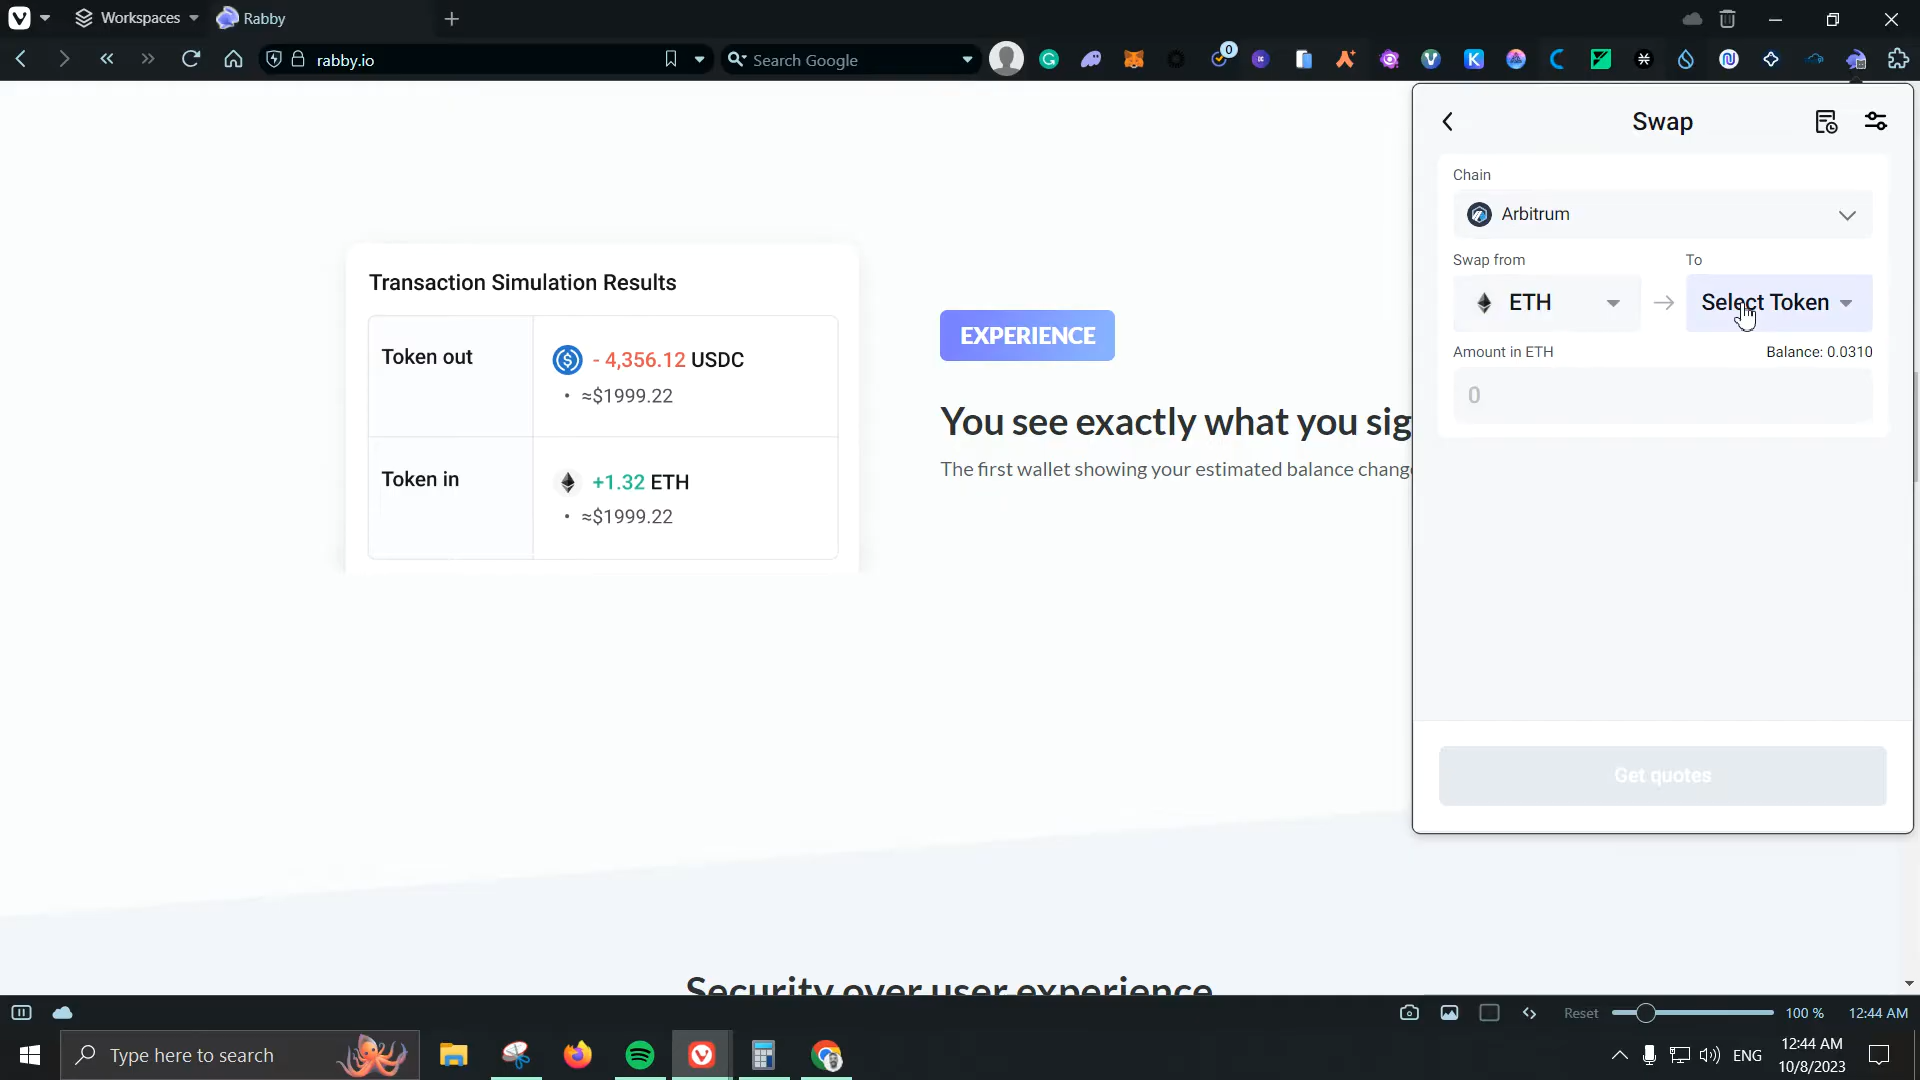 Workspaces
Rabby
rabby.io
Search Google
0
Swap
Chain
Arbitrum
Swap from
To
ETH
Select Token
Amount in ETH
Balance: 0.0310
0
Get quotes
Transaction Simulation Results
Token out
- 4,356.12 USDC
• ≈$1999.22
Token in
+1.32 ETH
• ≈$1999.22
EXPERIENCE
You see exactly what you sig
The first wallet showing your estimated balance chang
Security over user experience
Reset
100 %
12:44 AM
Type here to search
ENG
12:44 AM
10/8/2023